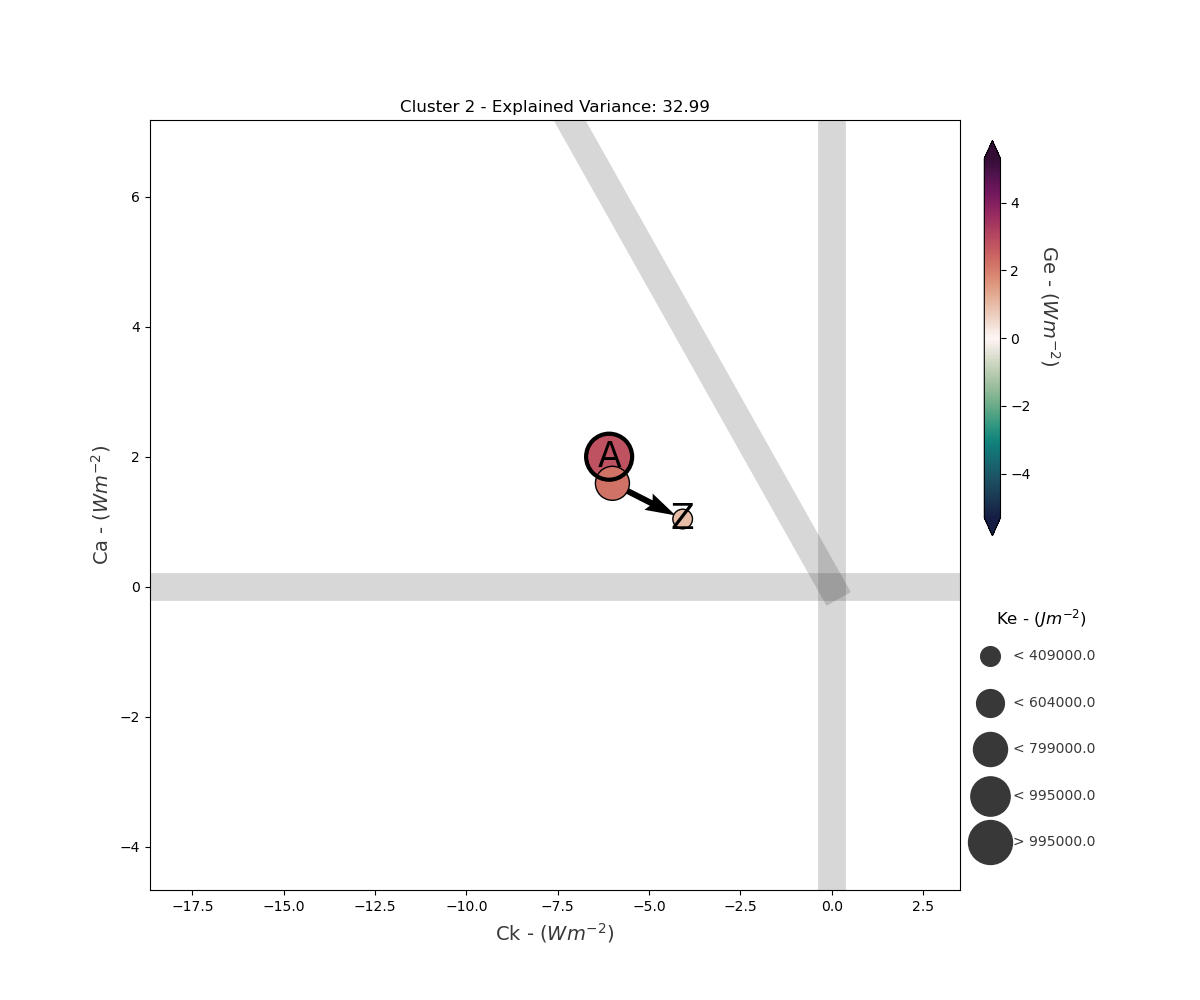 Cluster 2 - Explained Variance: 32.99
6
4
2
0
−2
−4
Ca - (Wm⁻²)
A
Z
−17.5 −15.0 −12.5 −10.0 −7.5 −5.0 −2.5 0.0 2.5
Ck - (Wm⁻²)
4
2
0
−2
−4
Ge - (Wm⁻²)
Ke - (Jm⁻²)
< 409000.0
< 604000.0
< 799000.0
< 995000.0
> 995000.0